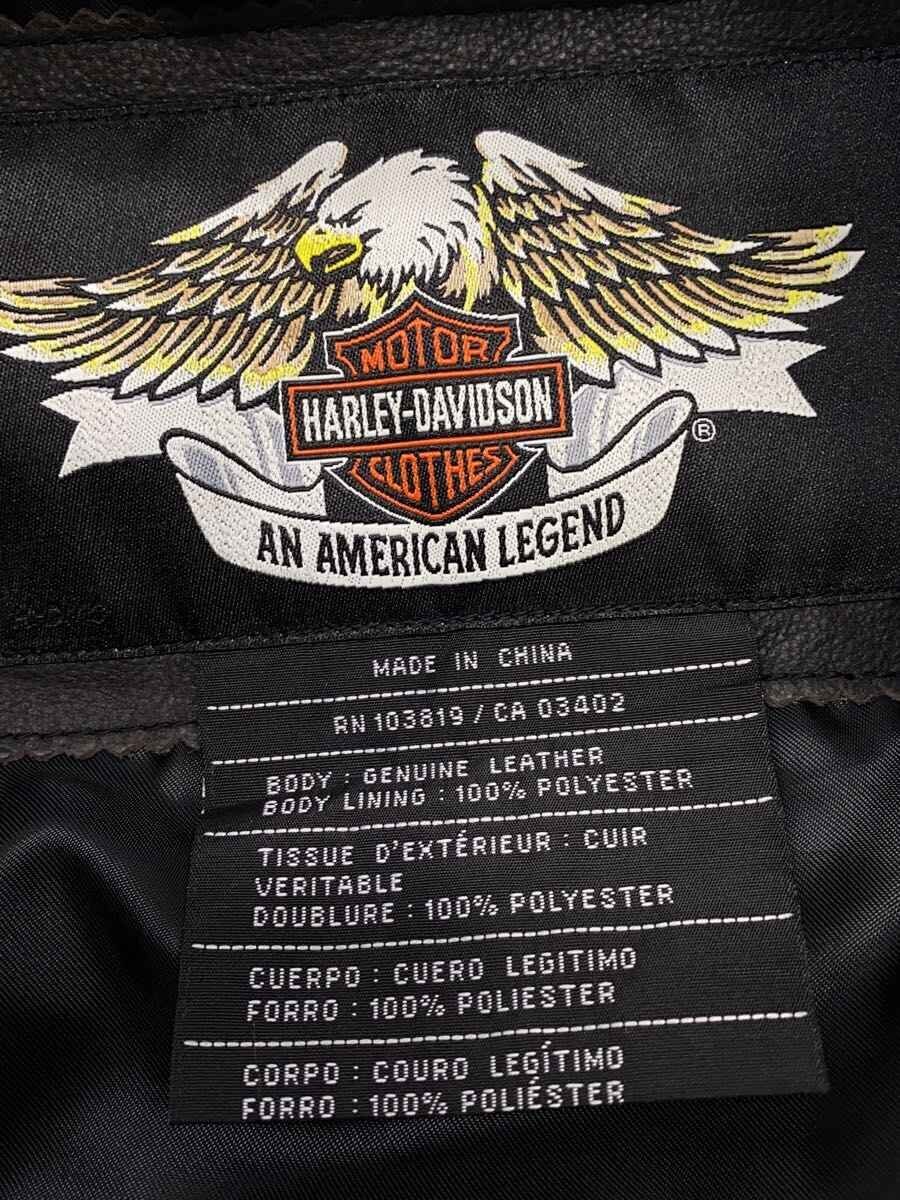 MOTOR
HARLEY-DAVIDSON
CLOTHES
®
AN AMERICAN LEGEND
MADE IN CHINA
RN 103819 / CA 03402
BODY : GENUINE LEATHER
BODY LINING : 100% POLYESTER
TISSUE D'EXTÉRIEUR : CUIR
VERITABLE
DOUBLURE : 100% POLYESTER
CUERPO : CUERO LEGITIMO
FORRO : 100% POLIESTER
CORPO : COURO LEGÍTIMO
FORRO : 100% POLIÉSTER